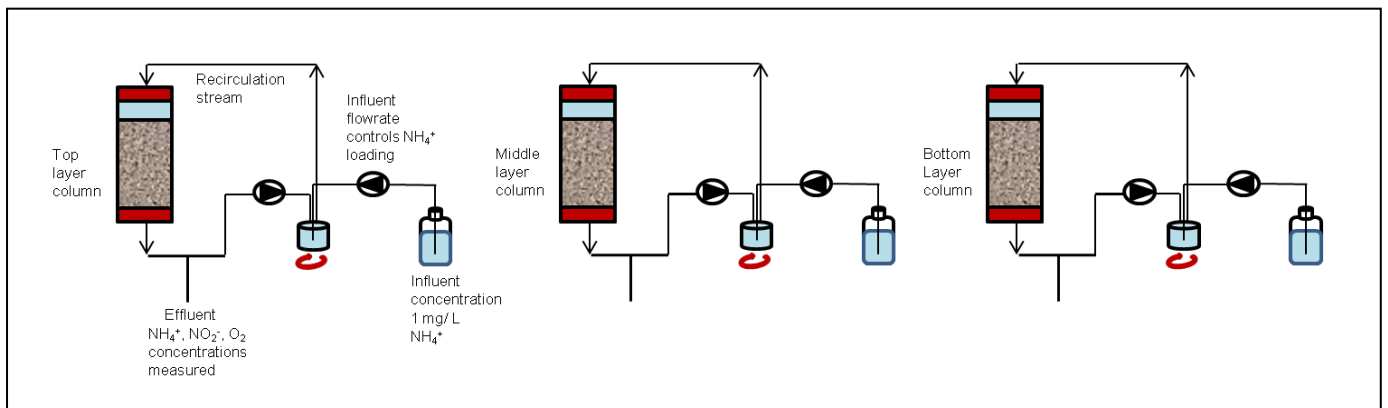 Recirculation
stream
Influent
flowrate
controls NH₄⁺
loading
Top
layer
column
Effluent
NH₄⁺, NO₂⁻, O₂
concentrations
measured
Influent
concentration
1 mg/ L
NH₄⁺
Middle
layer
column
Bottom
Layer
column